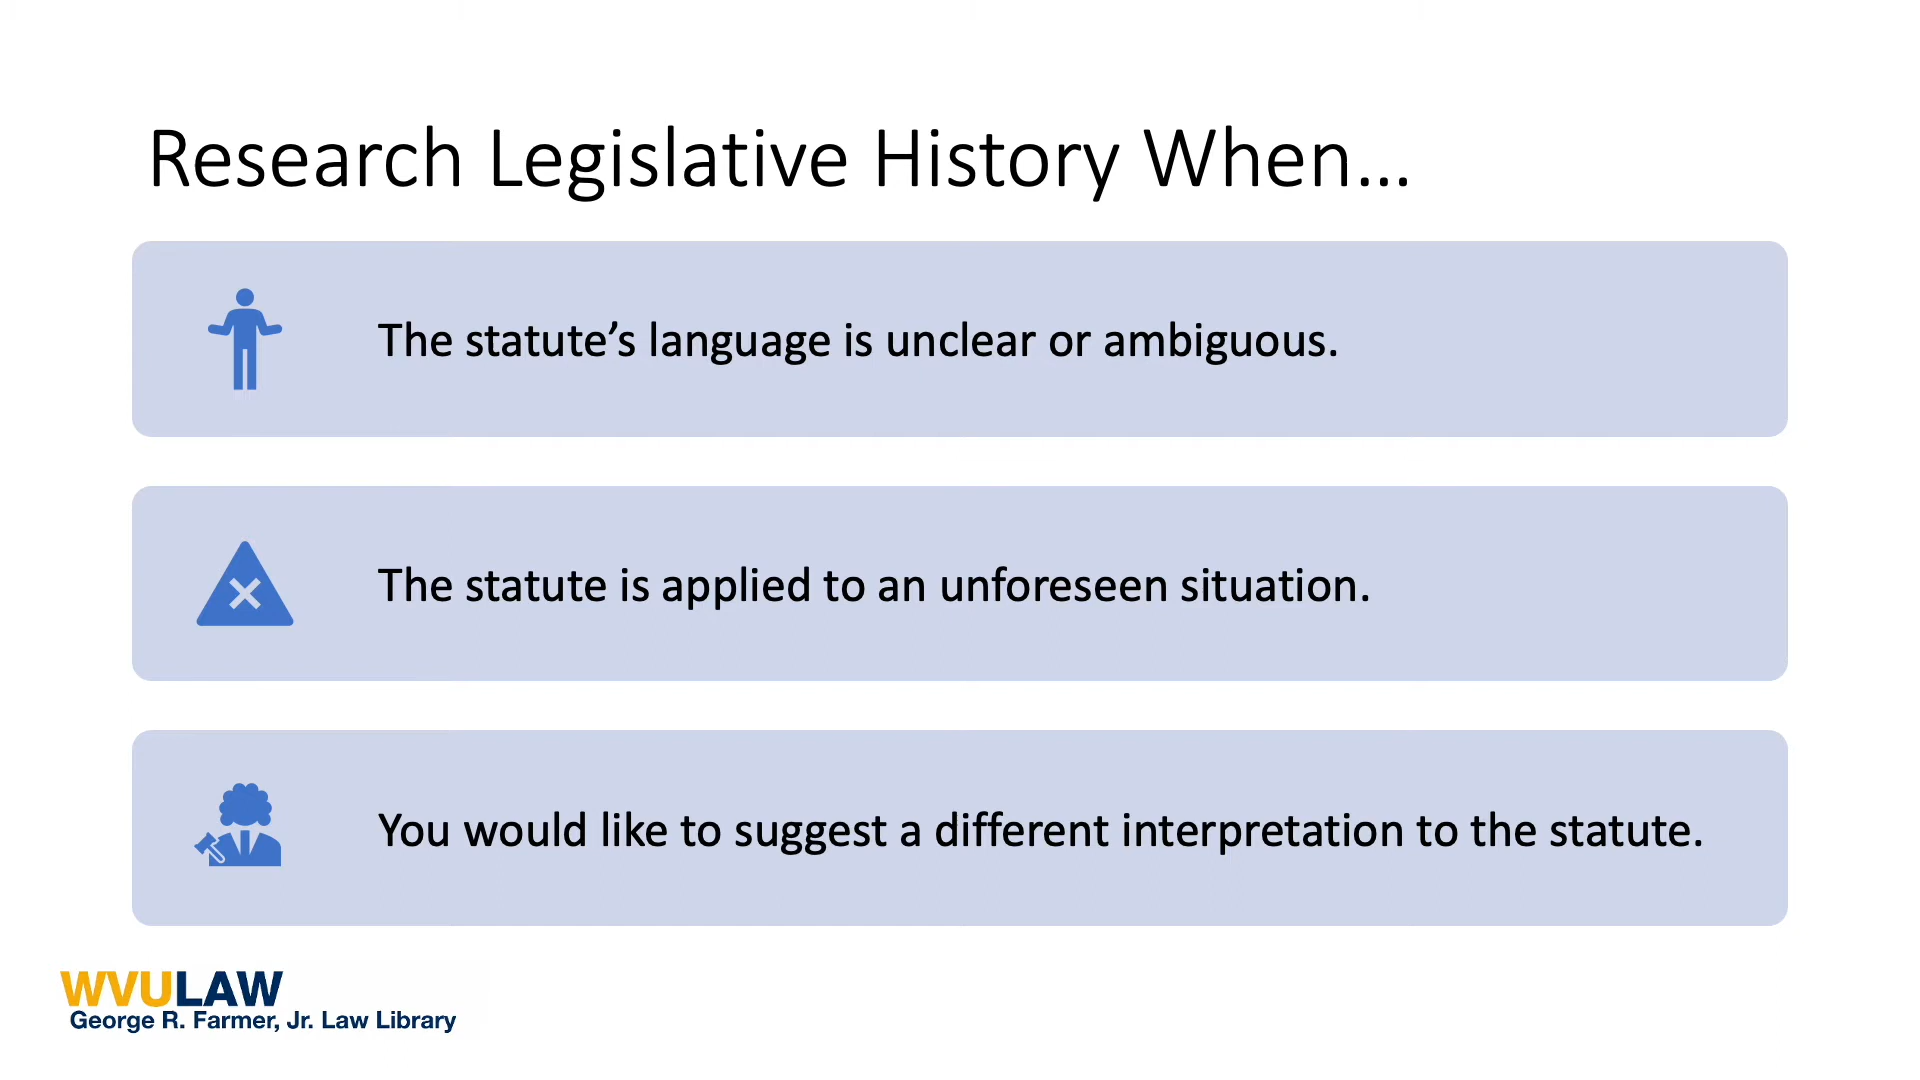 Research Legislative History When...
The statute’s language is unclear or ambiguous.
The statute is applied to an unforeseen situation.
You would like to suggest a different interpretation to the statute.
WVULAW
George R. Farmer, Jr. Law Library